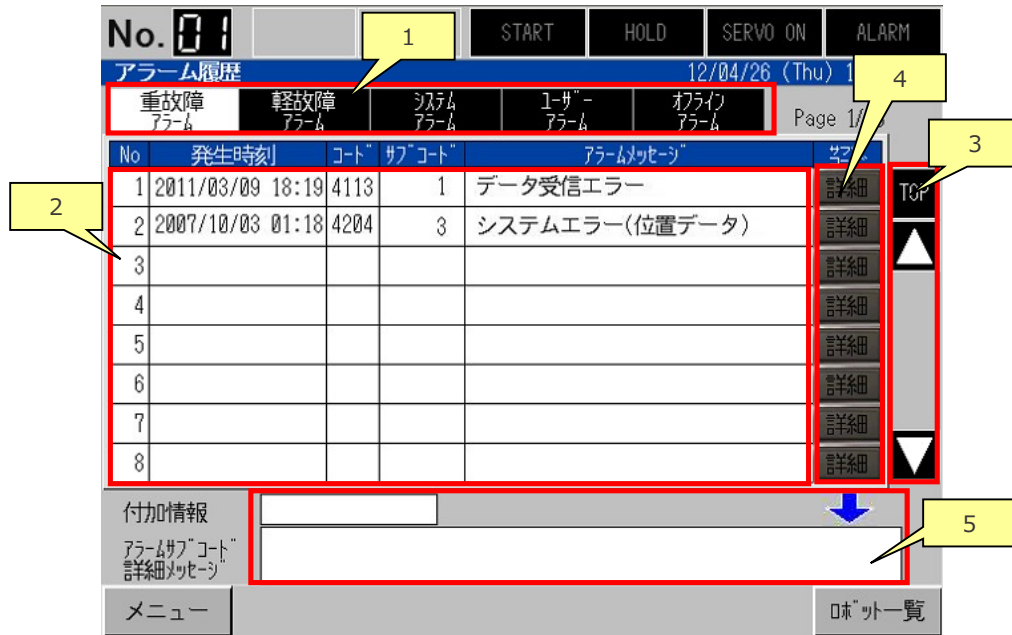 No. 01
START HOLD SERVO ON ALARM
1
アラーム履歴 12/04/26 (Thu) 1
4
重故障 軽故障 ｼｽﾃﾑ ﾕｰｻﾞｰ ｵﾌﾗｲﾝ
ｱﾗｰﾑ ｱﾗｰﾑ ｱﾗｰﾑ ｱﾗｰﾑ ｱﾗｰﾑ Page 1/
3
No 発生時刻 ｺｰﾄﾞ ｻﾌﾞｺｰﾄﾞ ｱﾗｰﾑﾒｯｾｰｼﾞ
1 2011/03/09 18:19 4113 1 データ受信エラー 詳細 TOP
2
2 2007/10/03 01:18 4204 3 システムエラー(位置データ) 詳細
3 詳細
4 詳細
5 詳細
6 詳細
7 詳細
8 詳細
付加情報
5
ｱﾗｰﾑｻﾌﾞｺｰﾄﾞ
詳細ﾒｯｾｰｼﾞ
メニュー ﾛﾎﾞｯﾄ一覧